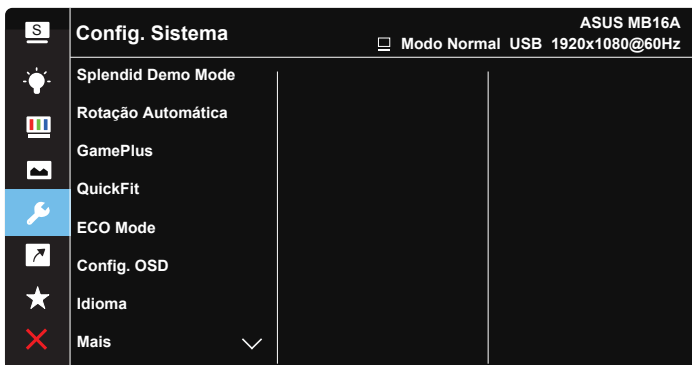 S
Config. Sistema
ASUS MB16A
Modo Normal USB 1920x1080@60Hz
Splendid Demo Mode
Rotação Automática
GamePlus
QuickFit
ECO Mode
Config. OSD
Idioma
Mais